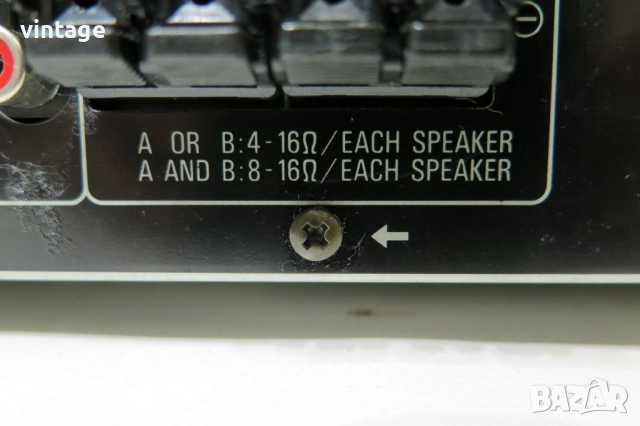 vintage
A OR B:4-16Ω/EACH SPEAKER
A AND B:8-16Ω/EACH SPEAKER
BAZAR